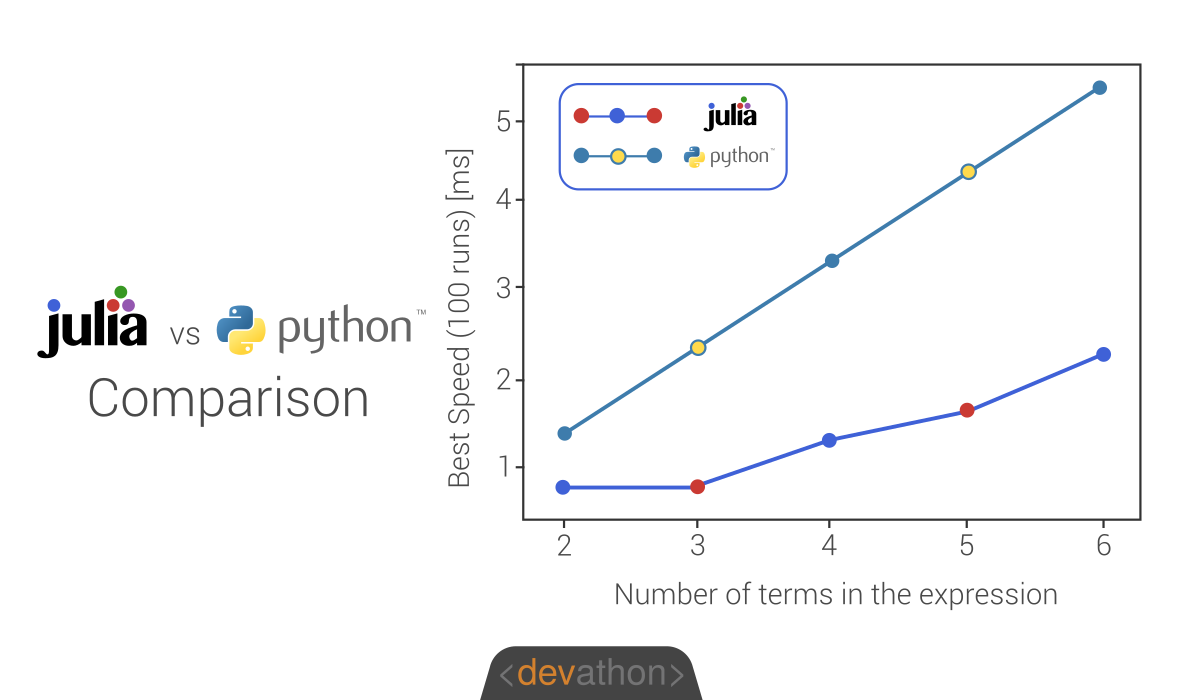 julia vs python™
Comparison
julia
python™
Best Speed (100 runs) [ms]
5
4
3
2
1
2 3 4 5 6
Number of terms in the expression
<devathon>